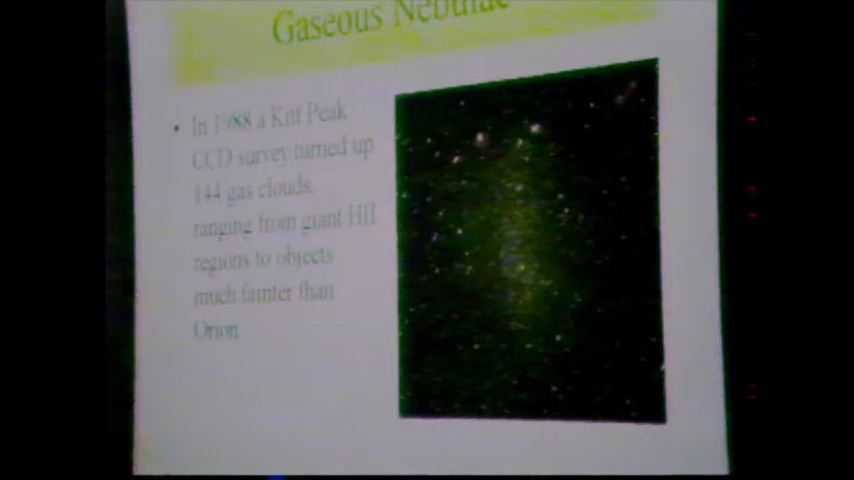 Gaseous Nebulae
• In 1988 a Kitt Peak
CCD survey turned up
144 gas clouds,
ranging from giant HII
regions to objects
much fainter than
Orion